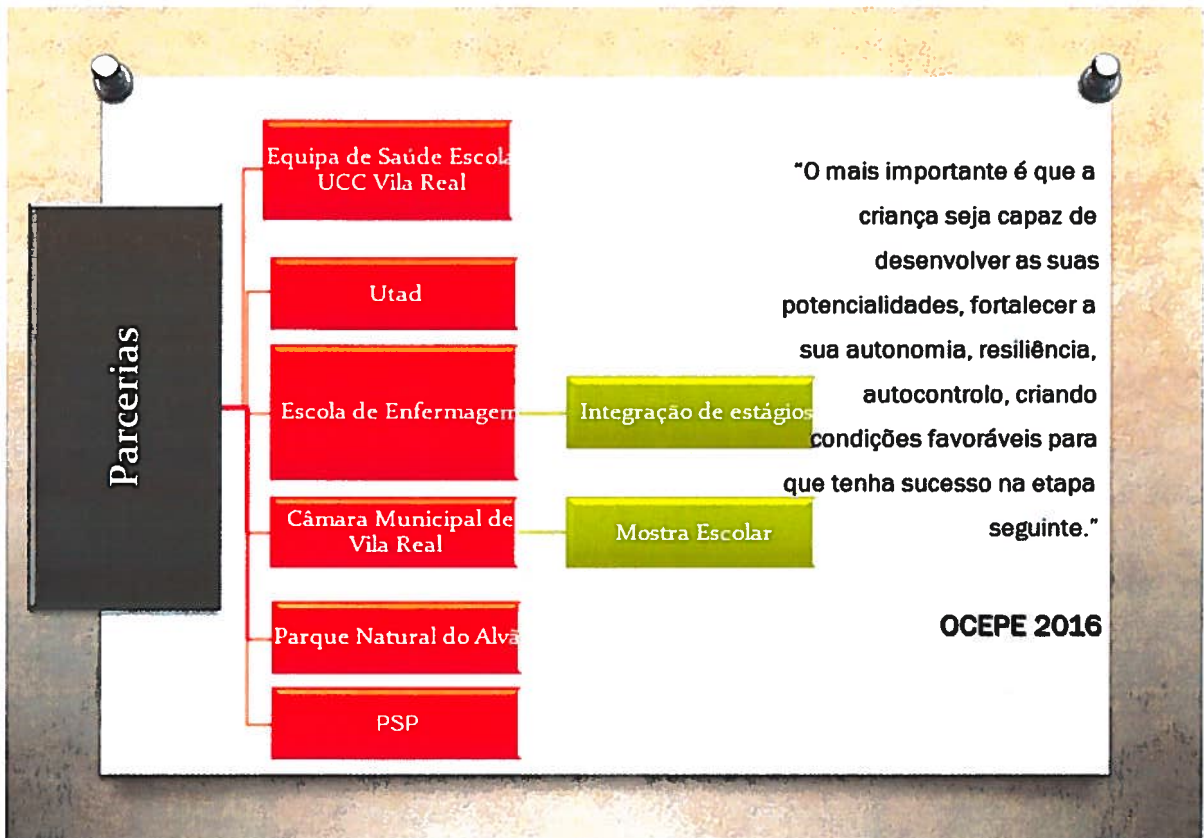 Parcerias
Equipa de Saúde Escola
UCC Vila Real
Utad
Escola de Enfermagem
Integração de estágios
Câmara Municipal de
Vila Real
Mostra Escolar
Parque Natural do Alvã
PSP
“O mais importante é que a
criança seja capaz de
desenvolver as suas
potencialidades, fortalecer a
sua autonomia, resiliência,
autocontrolo, criando
condições favoráveis para
que tenha sucesso na etapa
seguinte.”
OCEPE 2016